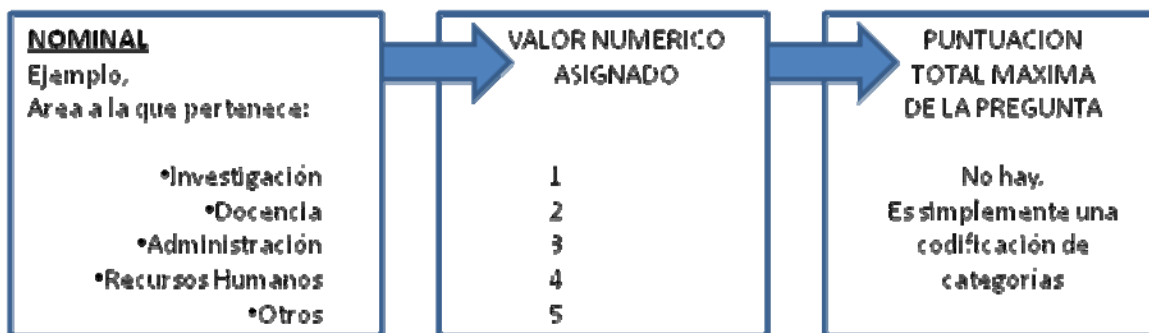 NOMINAL
Ejemplo,
Area a la que pertenece:
•Investigación
•Docencia
•Administración
•Recursos Humanos
•Otros
VALOR NUMERICO
ASIGNADO
1
2
3
4
5
PUNTUACION
TOTAL MAXIMA
DE LA PREGUNTA
No hay.
Es simplemente una
codificación de
categorias